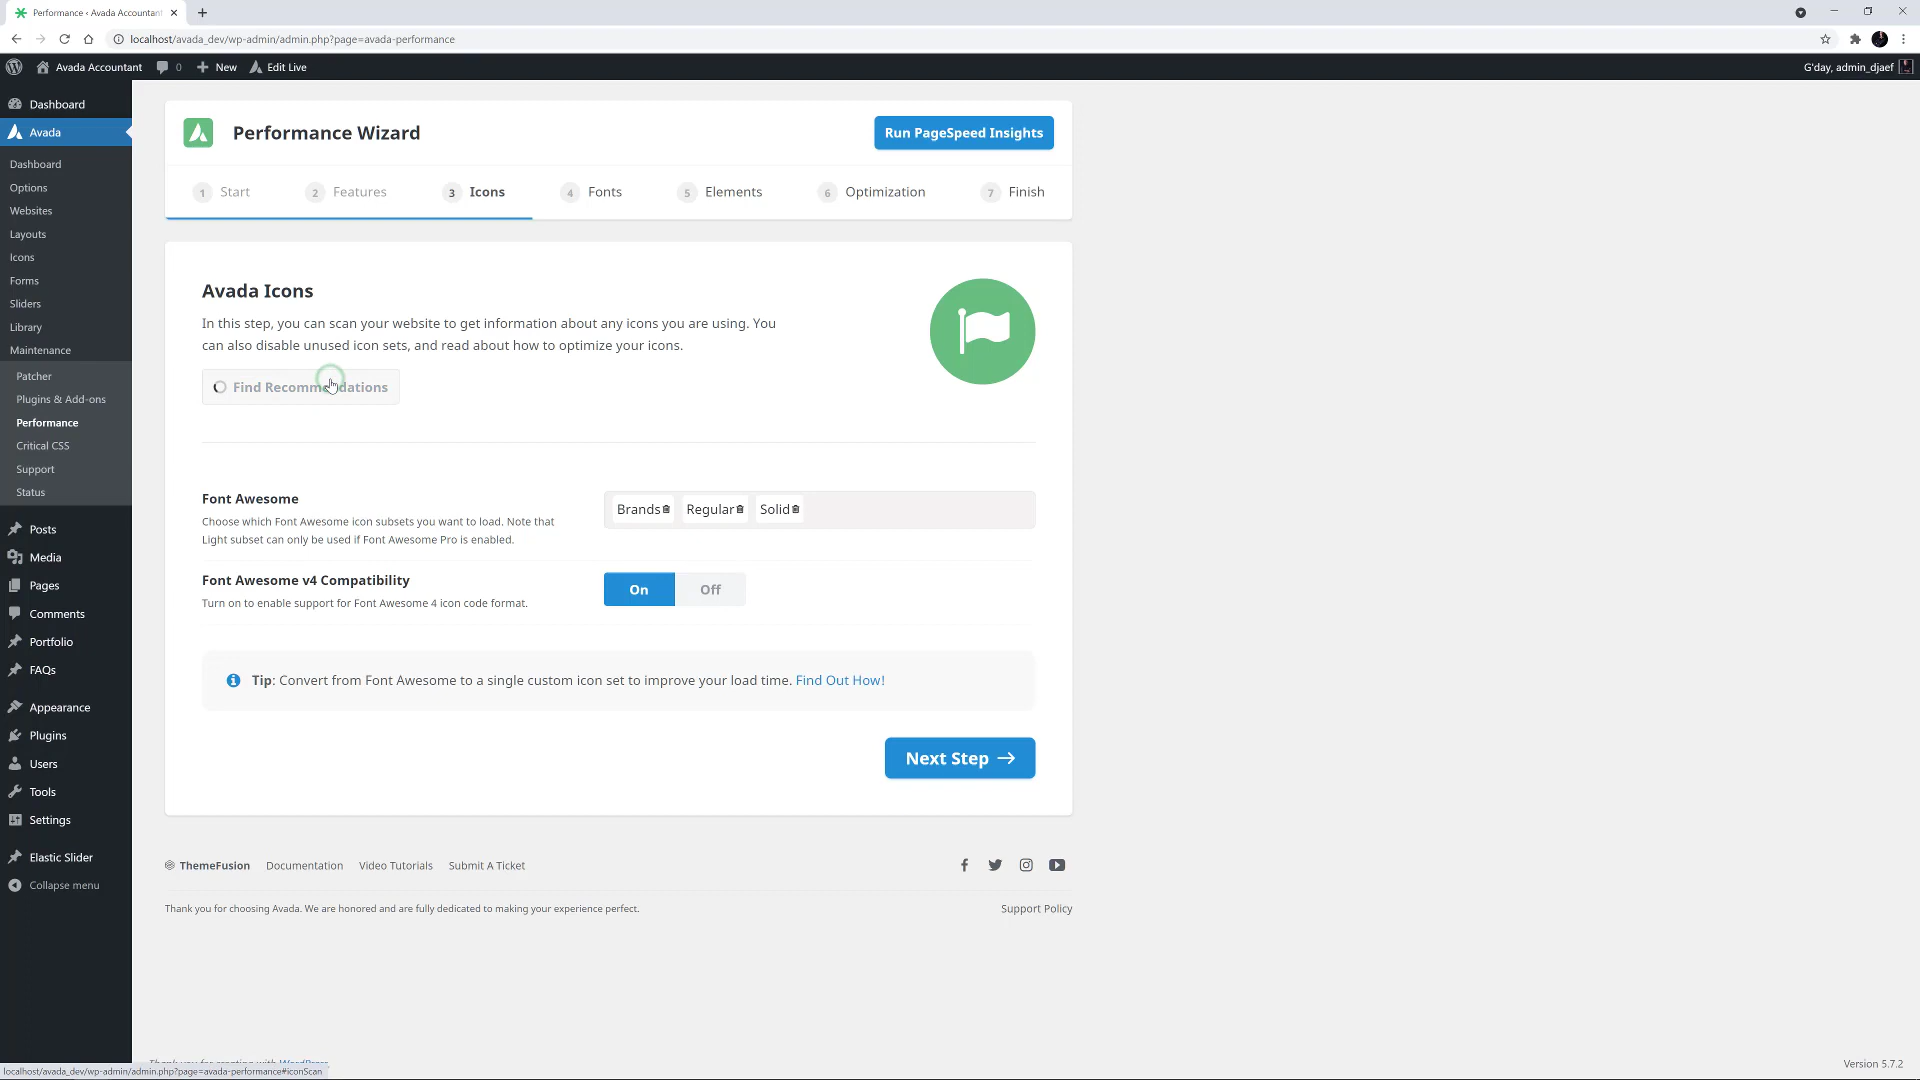 Performance ‹ Avada Accountant
localhost/avada_dev/wp-admin/admin.php?page=avada-performance
Avada Accountant
0
New
Edit Live
G'day, admin_djaef
Dashboard
Avada
Dashboard
Options
Websites
Layouts
Icons
Forms
Sliders
Library
Maintenance
Patcher
Plugins & Add-ons
Performance
Critical CSS
Support
Status
Posts
Media
Pages
Comments
Portfolio
FAQs
Appearance
Plugins
Users
Tools
Settings
Elastic Slider
Collapse menu
Performance Wizard
Run PageSpeed Insights
1 Start
2 Features
3 Icons
4 Fonts
5 Elements
6 Optimization
7 Finish
Avada Icons
In this step, you can scan your website to get information about any icons you are using. You
can also disable unused icon sets, and read about how to optimize your icons.
Find Recommendations
Font Awesome
Choose which Font Awesome icon subsets you want to load. Note that
Light subset can only be used if Font Awesome Pro is enabled.
Brands Regular Solid
Font Awesome v4 Compatibility
Turn on to enable support for Font Awesome 4 icon code format.
On Off
Tip: Convert from Font Awesome to a single custom icon set to improve your load time. Find Out How!
Next Step
ThemeFusion Documentation Video Tutorials Submit A Ticket
Thank you for choosing Avada. We are honored and are fully dedicated to making your experience perfect.
Support Policy
Thank you for creating with WordPress.
Version 5.7.2
localhost/avada_dev/wp-admin/admin.php?page=avada-performance#iconScan